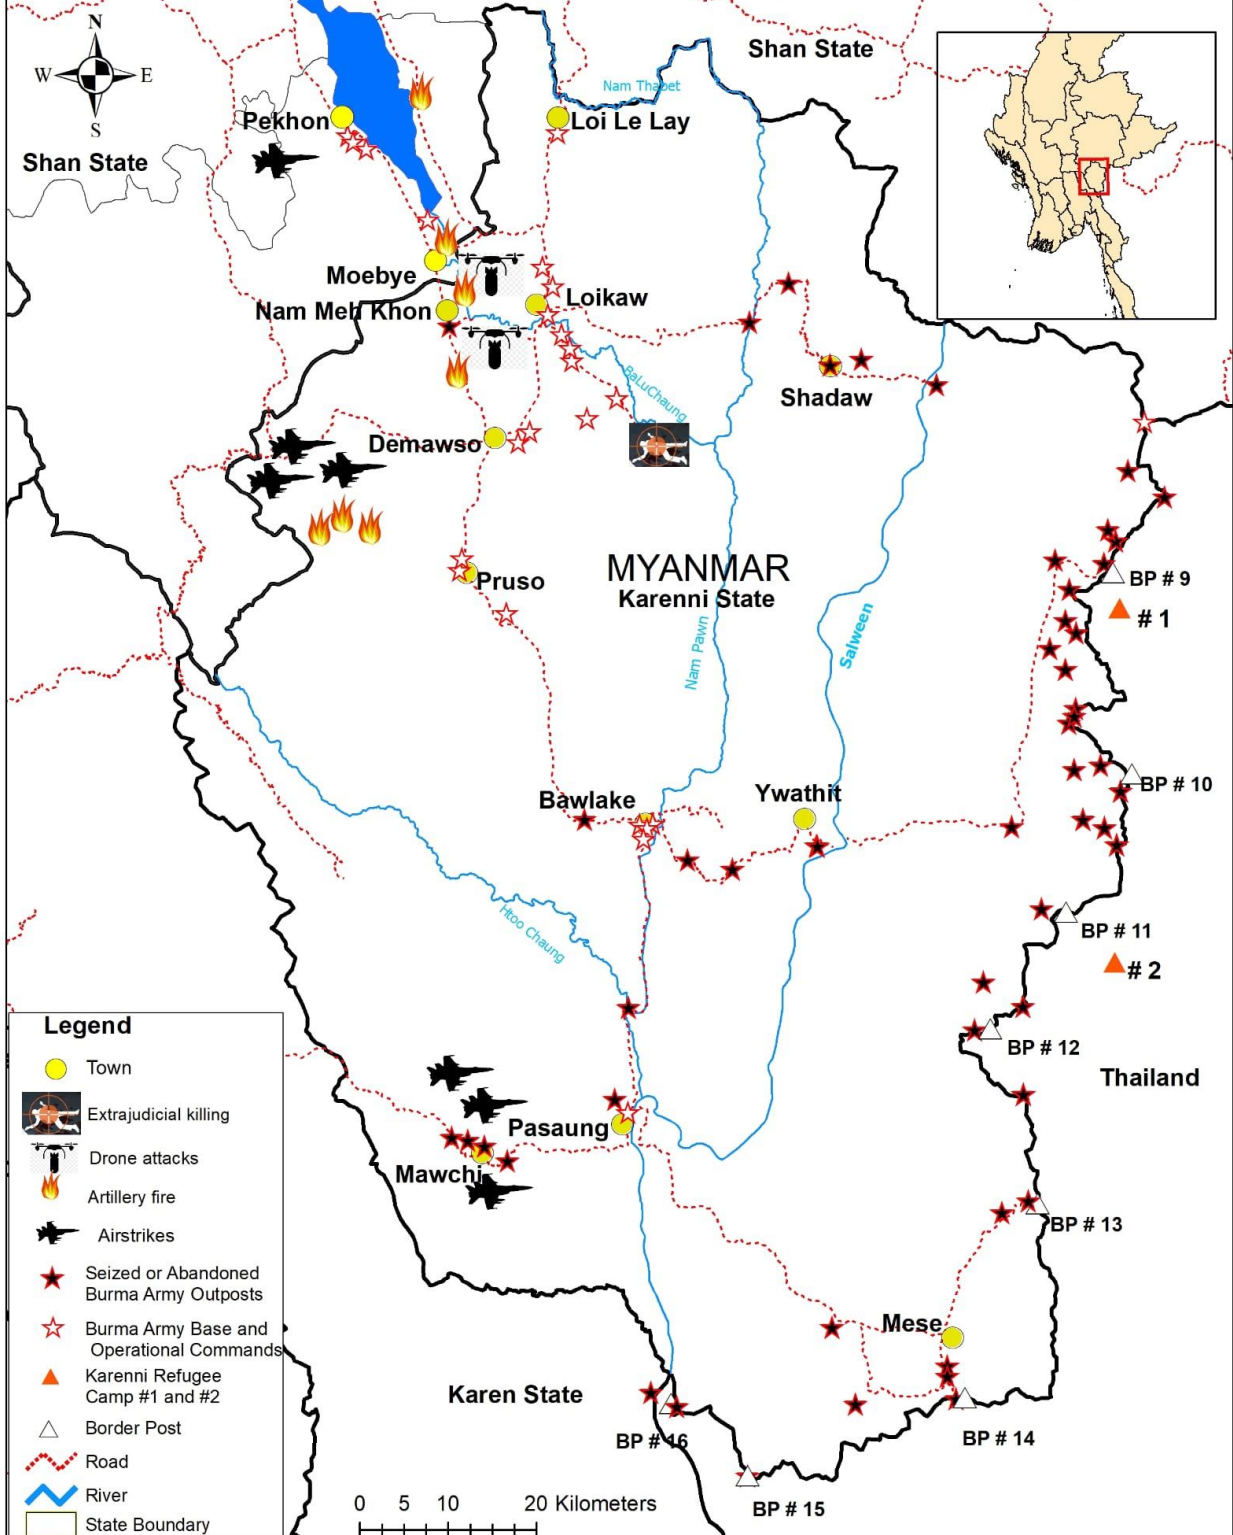 N
W E
S
Shan State
Shan State
Nam Thabet
Pekhon
Loi Le Lay
Moebye
Loikaw
Nam Meh Khon
BaLuChaung
Shadaw
Demawso
MYANMAR
Karenni State
Pruso
BP # 9
# 1
Salween
Nam Pawn
BP # 10
Bawlake
Ywathit
Htoo Chaung
BP # 11
# 2
BP # 12
Thailand
Pasaung
Mawchi
BP # 13
Mese
Karen State
BP # 16
BP # 14
BP # 15
Legend
Town
Extrajudicial killing
Drone attacks
Artillery fire
Airstrikes
Seized or Abandoned
Burma Army Outposts
Burma Army Base and
Operational Commands
Karenni Refugee
Camp #1 and #2
Border Post
Road
River
State Boundary
0 5 10 20 Kilometers